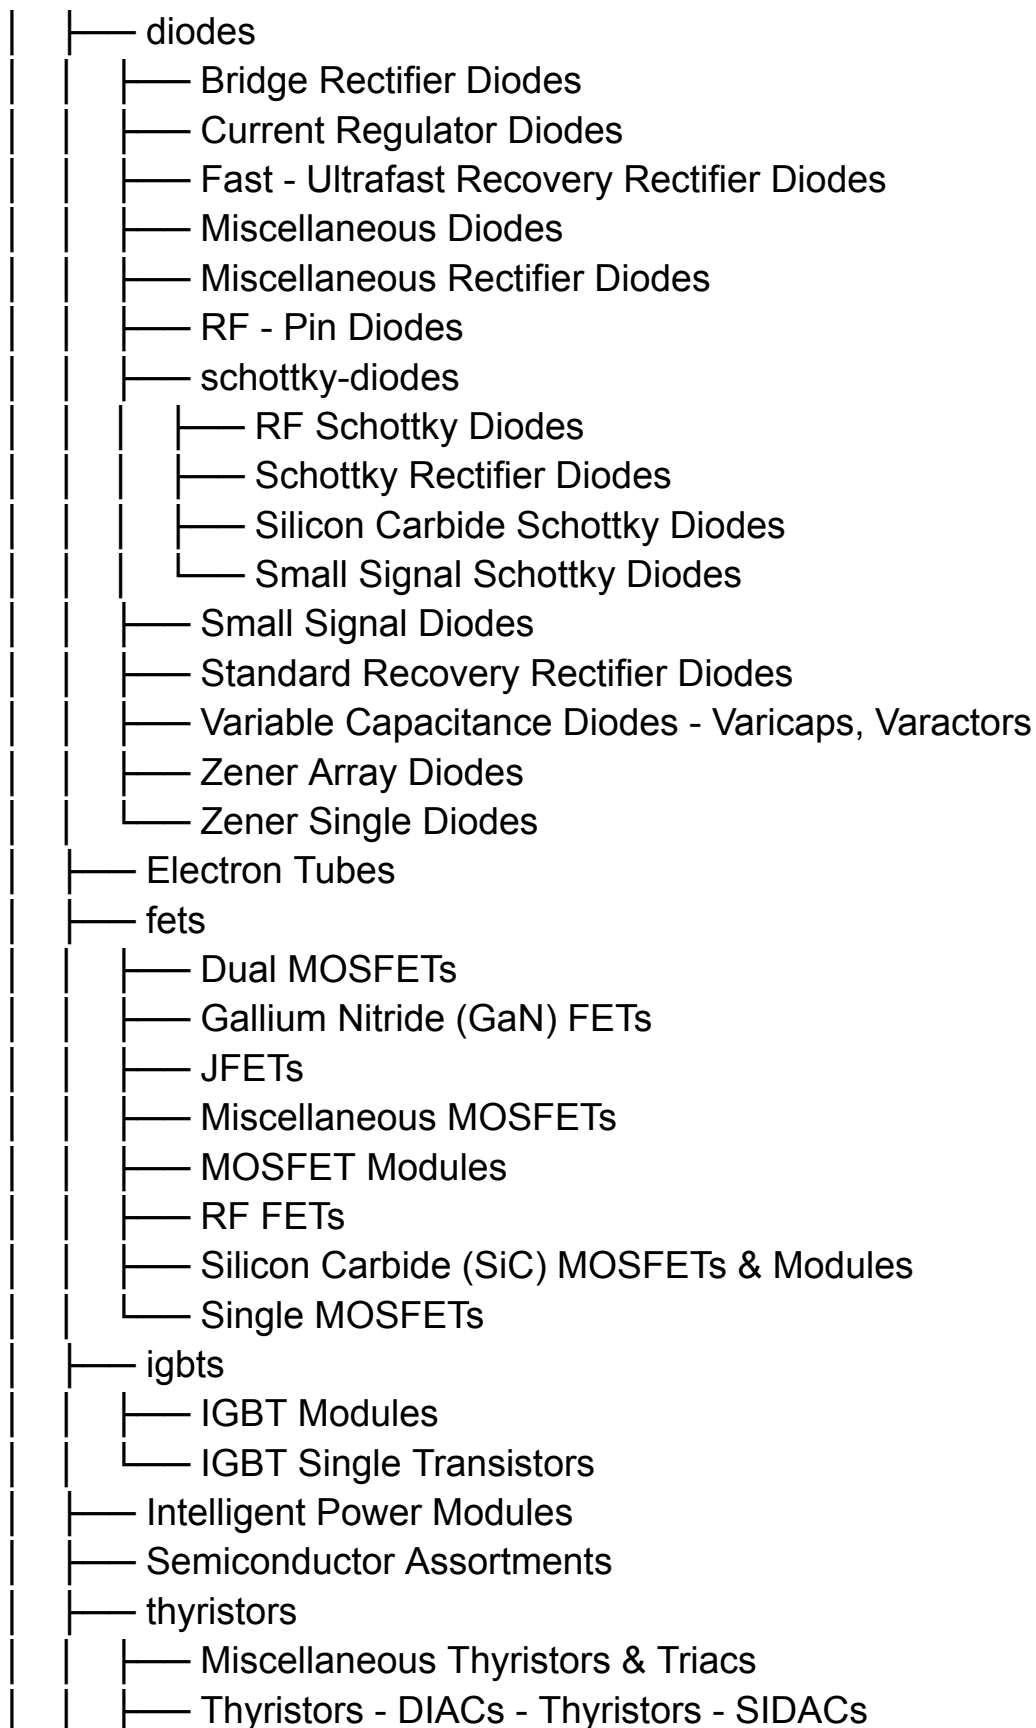 │   ├── diodes
│   │   ├── Bridge Rectifier Diodes
│   │   ├── Current Regulator Diodes
│   │   ├── Fast - Ultrafast Recovery Rectifier Diodes
│   │   ├── Miscellaneous Diodes
│   │   ├── Miscellaneous Rectifier Diodes
│   │   ├── RF - Pin Diodes
│   │   ├── schottky-diodes
│   │   │   ├── RF Schottky Diodes
│   │   │   ├── Schottky Rectifier Diodes
│   │   │   ├── Silicon Carbide Schottky Diodes
│   │   │   └── Small Signal Schottky Diodes
│   │   ├── Small Signal Diodes
│   │   ├── Standard Recovery Rectifier Diodes
│   │   ├── Variable Capacitance Diodes - Varicaps, Varactors
│   │   ├── Zener Array Diodes
│   │   └── Zener Single Diodes
│   ├── Electron Tubes
│   ├── fets
│   │   ├── Dual MOSFETs
│   │   ├── Gallium Nitride (GaN) FETs
│   │   ├── JFETs
│   │   ├── Miscellaneous MOSFETs
│   │   ├── MOSFET Modules
│   │   ├── RF FETs
│   │   ├── Silicon Carbide (SiC) MOSFETs & Modules
│   │   └── Single MOSFETs
│   ├── igbts
│   │   ├── IGBT Modules
│   │   └── IGBT Single Transistors
│   ├── Intelligent Power Modules
│   ├── Semiconductor Assortments
│   ├── thyristors
│   │   ├── Miscellaneous Thyristors & Triacs
│   │   ├── Thyristors - DIACs - Thyristors - SIDACs